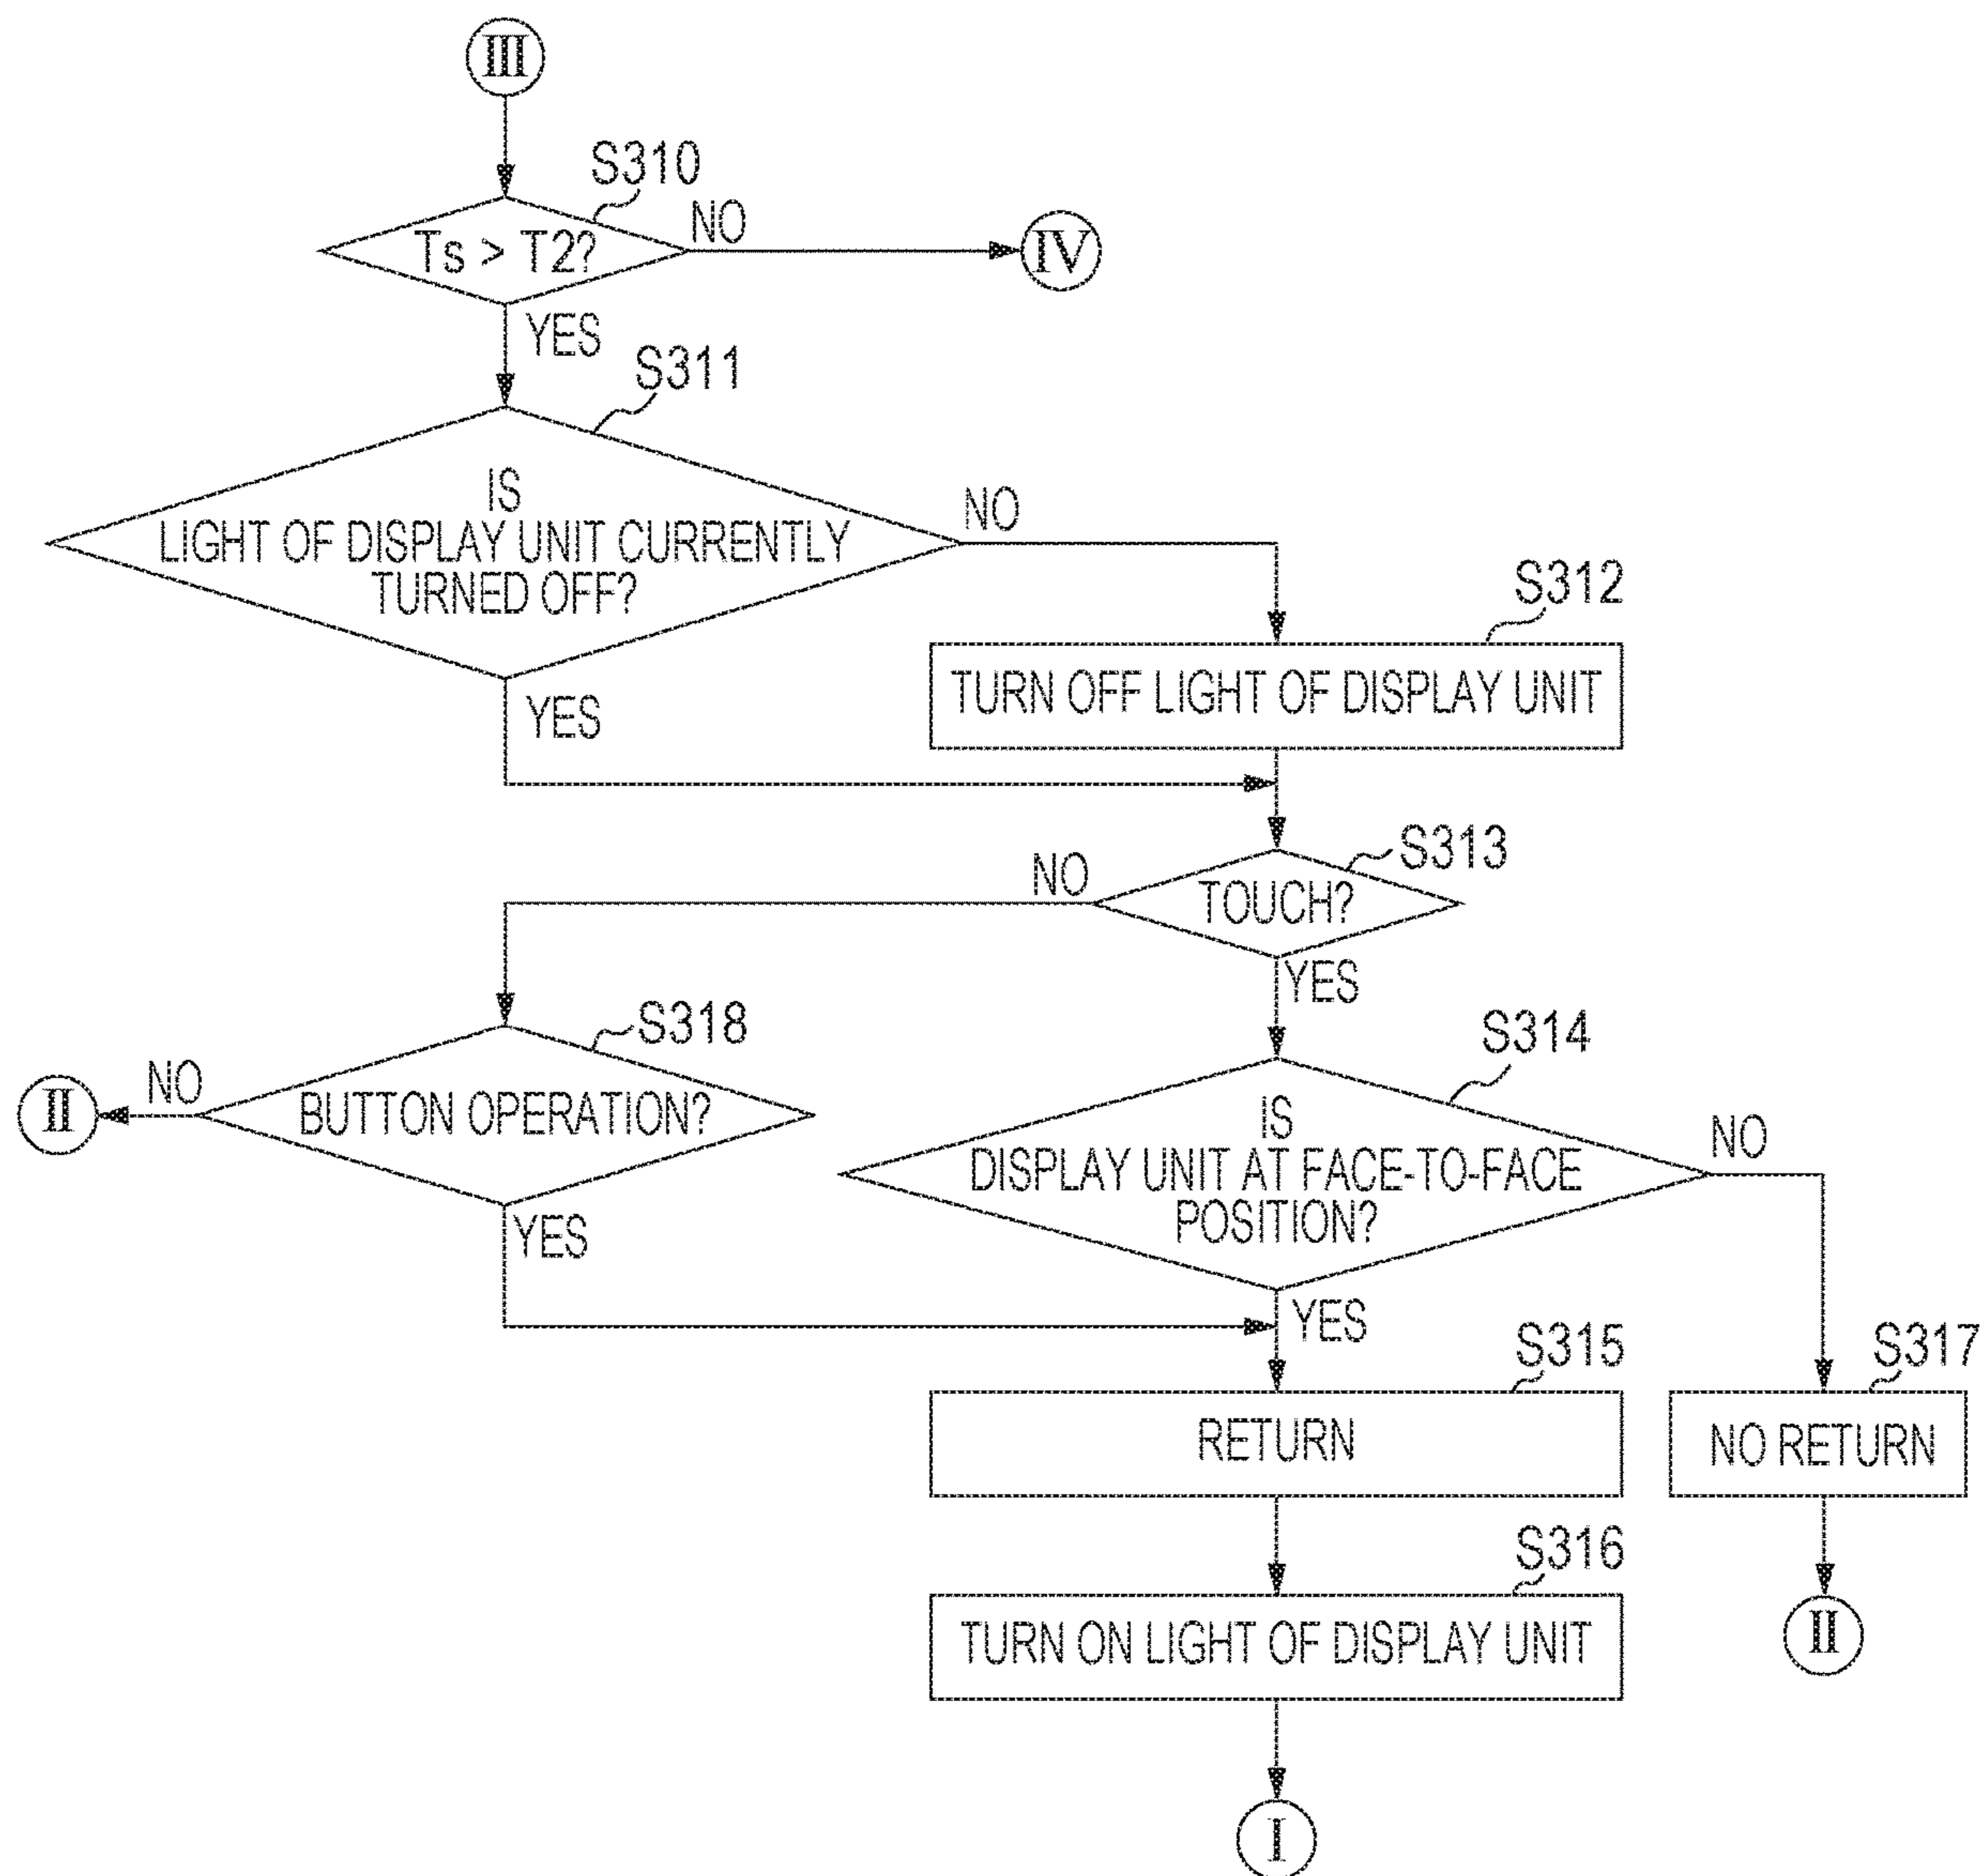 III
S310
Ts > T2?
NO
IV
YES
S311
IS
LIGHT OF DISPLAY UNIT CURRENTLY
TURNED OFF?
NO
S312
TURN OFF LIGHT OF DISPLAY UNIT
YES
S313
NO
TOUCH?
YES
S318
S314
II
NO
BUTTON OPERATION?
IS
DISPLAY UNIT AT FACE-TO-FACE
POSITION?
NO
YES
YES
S315
S317
RETURN
NO RETURN
S316
TURN ON LIGHT OF DISPLAY UNIT
II
I